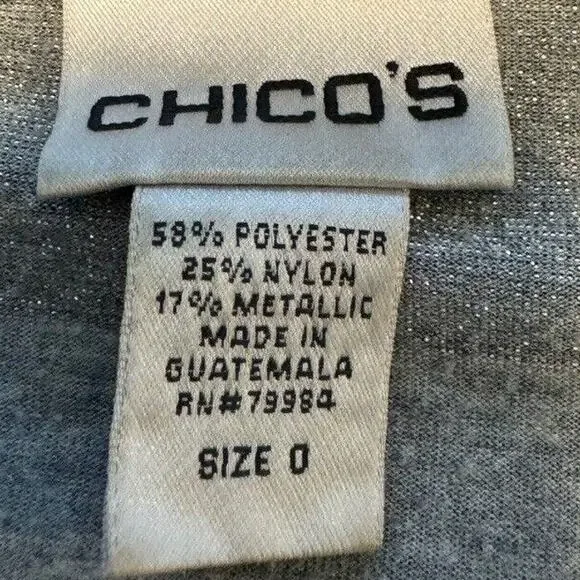 CHICO'S
58% POLYESTER
25% NYLON
17% METALLIC
MADE IN
GUATEMALA
RN#79984
SIZE 0